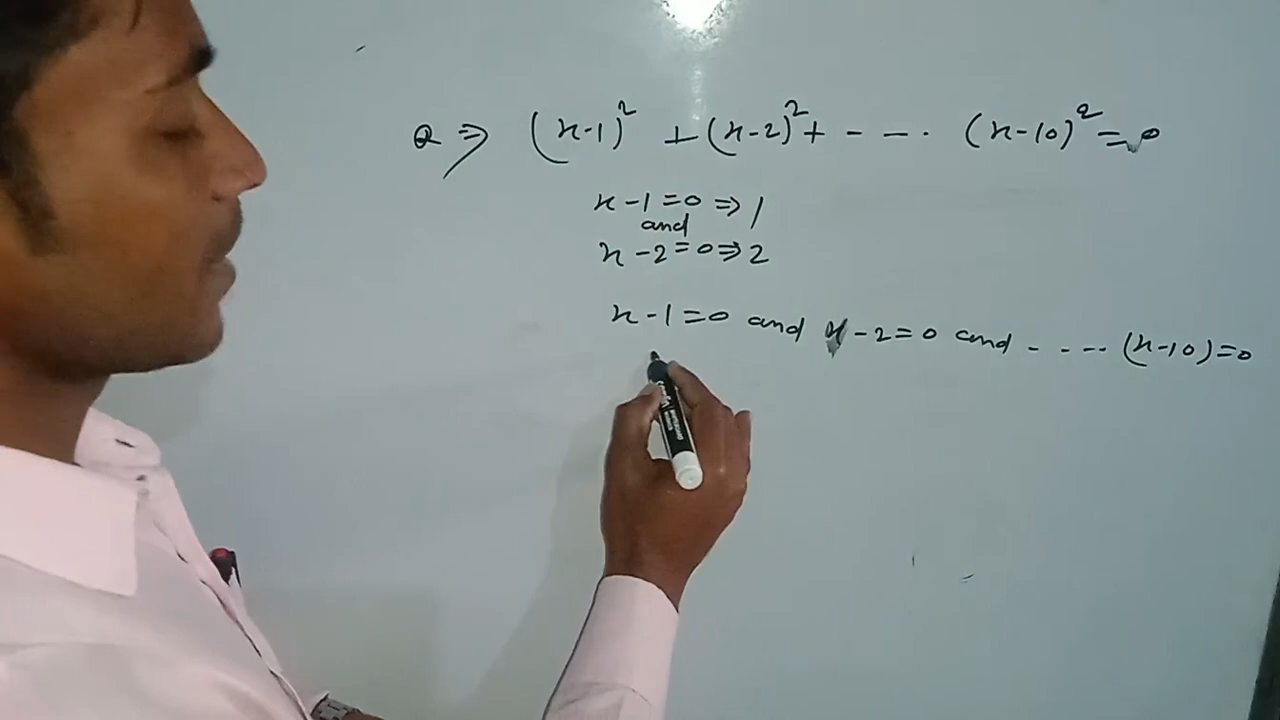 Q ⇒ (x-1)² + (x-2)² + - - - . (x-10)² = 0
x - 1 = 0 ⇒ 1
and
x - 2 = 0 ⇒ 2
x - 1 = 0 and x - 2 = 0 and - - - - (x-10) = 0